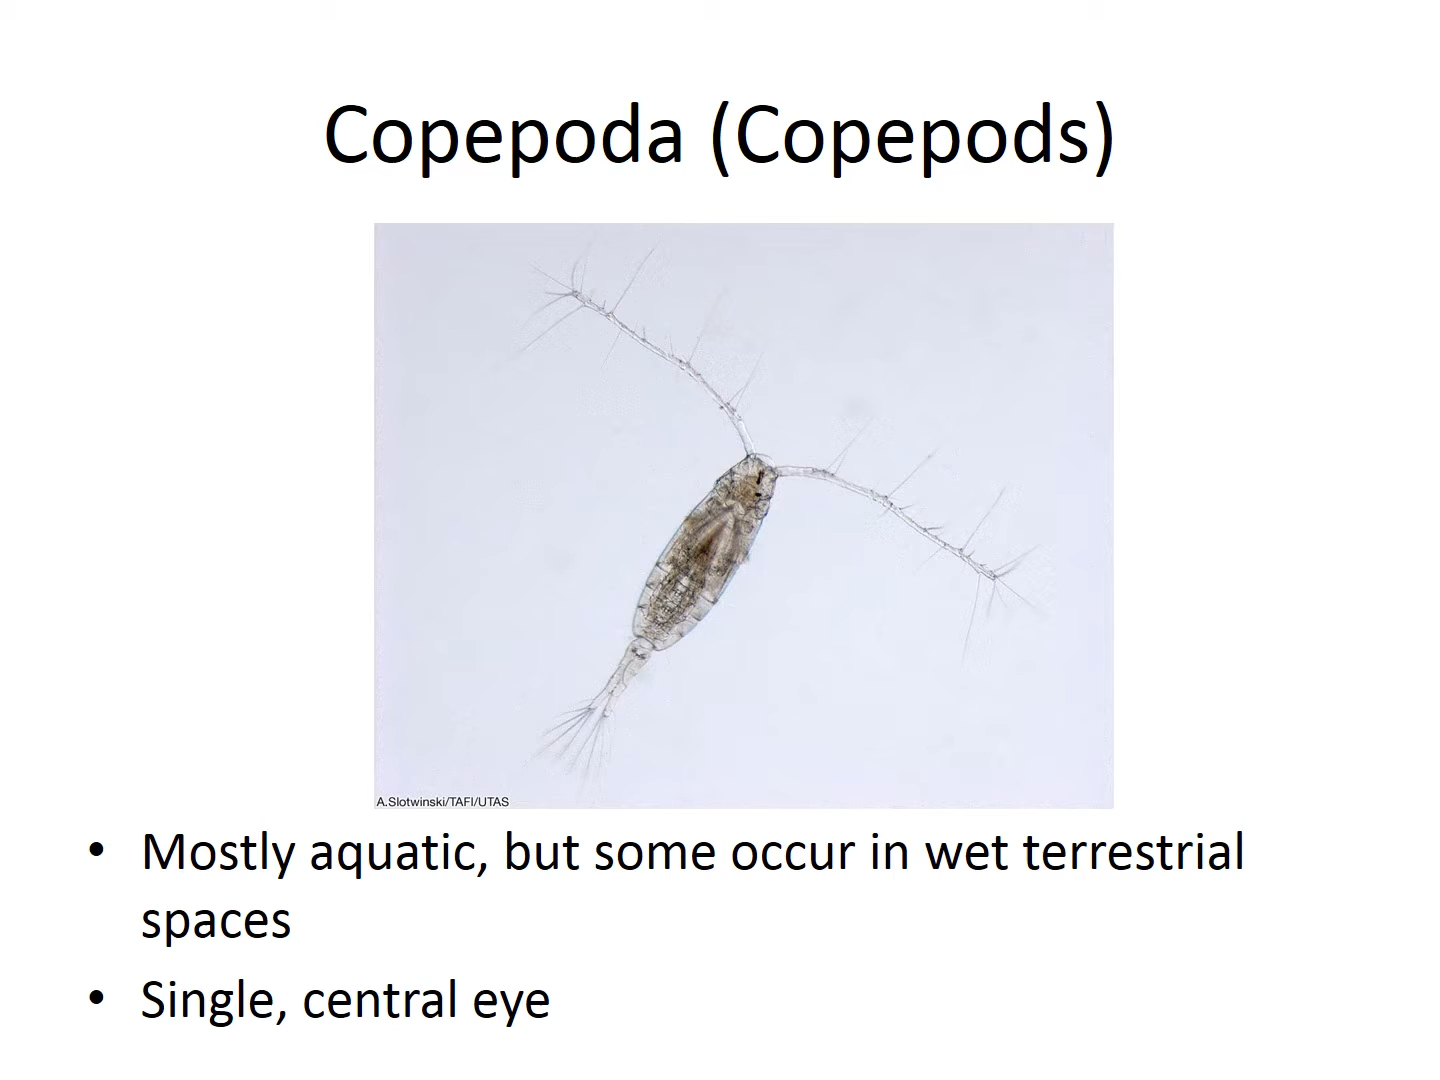 Copepoda (Copepods)
A.Slotwinski/TAFI/UTAS
• Mostly aquatic, but some occur in wet terrestrial
spaces
• Single, central eye